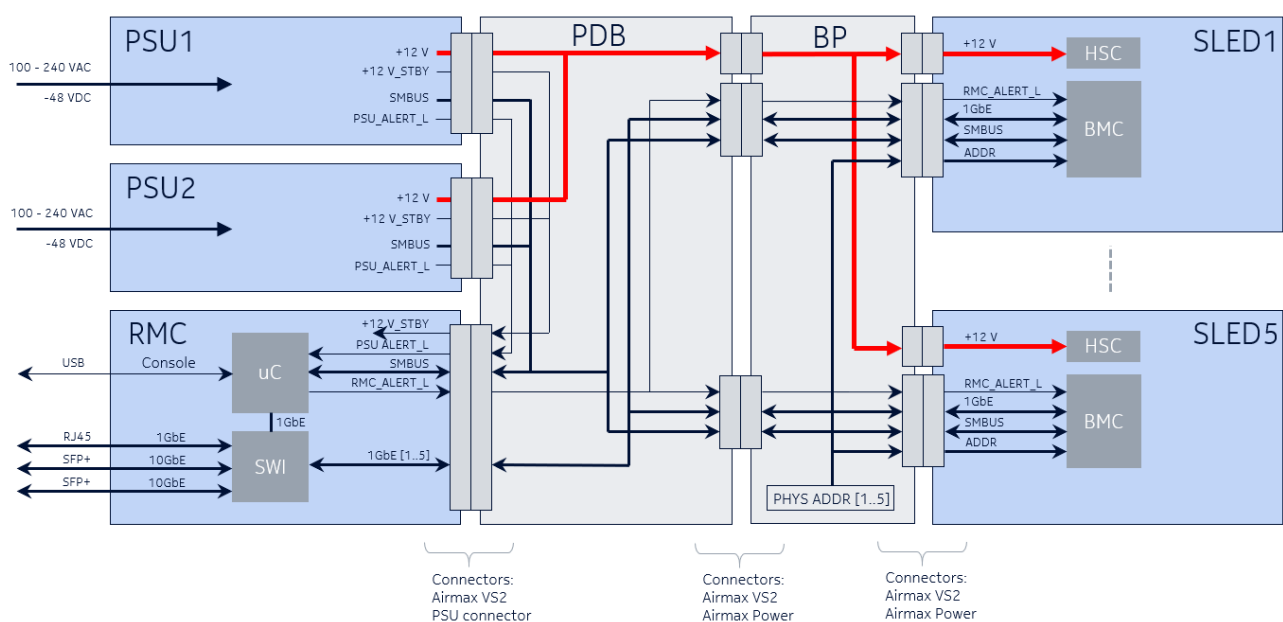 PSU1
100 - 240 VAC
-48 VDC
+12 V
+12 V_STBY
SMBUS
PSU_ALERT_L
PSU2
100 - 240 VAC
-48 VDC
+12 V
+12 V_STBY
SMBUS
PSU_ALERT_L
RMC
USB
Console
uC
+12 V_STBY
PSU ALERT_L
SMBUS
RMC_ALERT_L
1GbE
RJ45
1GbE
SFP+
10GbE
SFP+
10GbE
SWI
1GbE [1..5]
PDB
BP
PHYS ADDR [1..5]
SLED1
+12 V
HSC
RMC_ALERT_L
1GbE
SMBUS
ADDR
BMC
SLED5
+12 V
HSC
RMC_ALERT_L
1GbE
SMBUS
ADDR
BMC
Connectors:
Airmax VS2
PSU connector
Connectors:
Airmax VS2
Airmax Power
Connectors:
Airmax VS2
Airmax Power